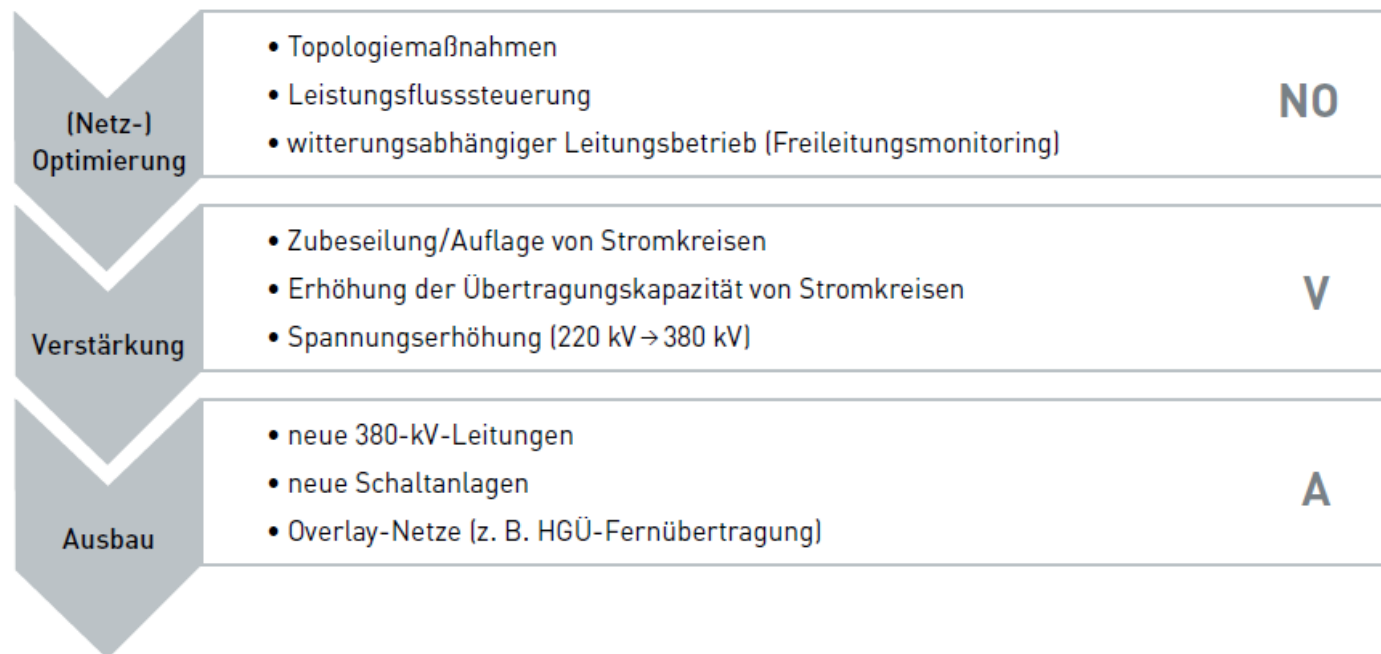 (Netz-)
Optimierung
• Topologiemaßnahmen
• Leistungsflusssteuerung
• witterungsabhängiger Leitungsbetrieb (Freileitungsmonitoring)
NO
Verstärkung
• Zubeseilung/Auflage von Stromkreisen
• Erhöhung der Übertragungskapazität von Stromkreisen
• Spannungserhöhung (220 kV→380 kV)
V
Ausbau
• neue 380-kV-Leitungen
• neue Schaltanlagen
• Overlay-Netze (z. B. HGÜ-Fernübertragung)
A